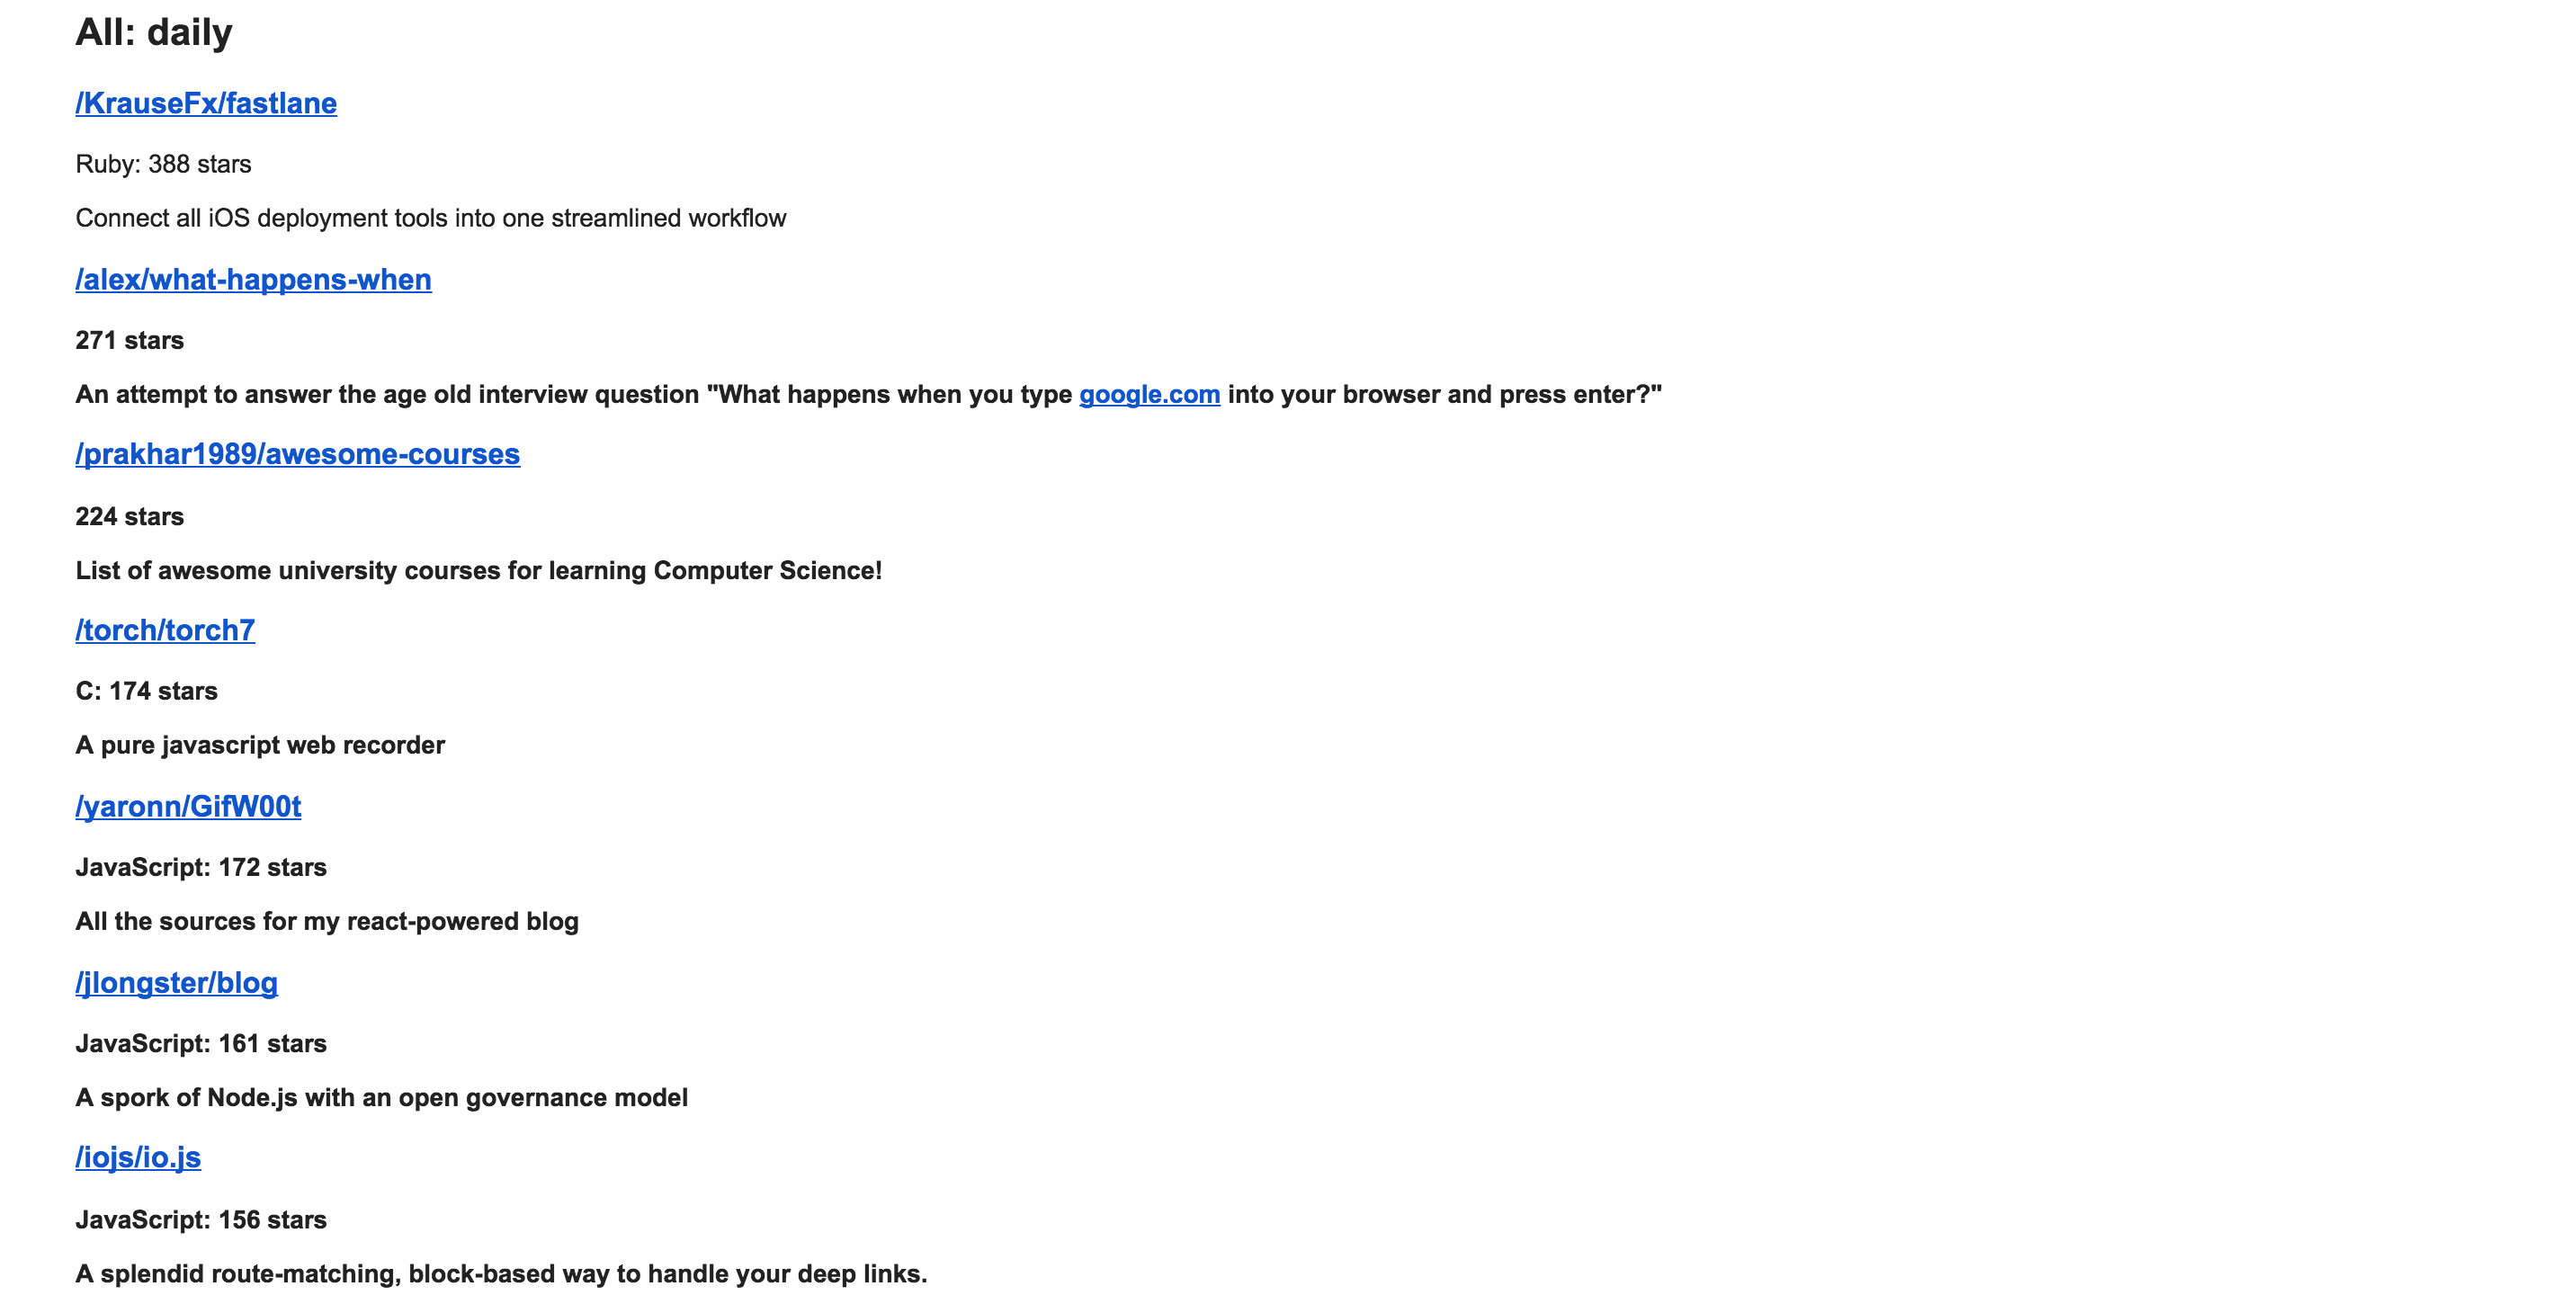 All: daily
/KrauseFx/fastlane
Ruby: 388 stars
Connect all iOS deployment tools into one streamlined workflow
/alex/what-happens-when
271 stars
An attempt to answer the age old interview question "What happens when you type google.com into your browser and press enter?"
/prakhar1989/awesome-courses
224 stars
List of awesome university courses for learning Computer Science!
/torch/torch7
C: 174 stars
A pure javascript web recorder
/yaronn/GifW00t
JavaScript: 172 stars
All the sources for my react-powered blog
/jlongster/blog
JavaScript: 161 stars
A spork of Node.js with an open governance model
/iojs/io.js
JavaScript: 156 stars
A splendid route-matching, block-based way to handle your deep links.